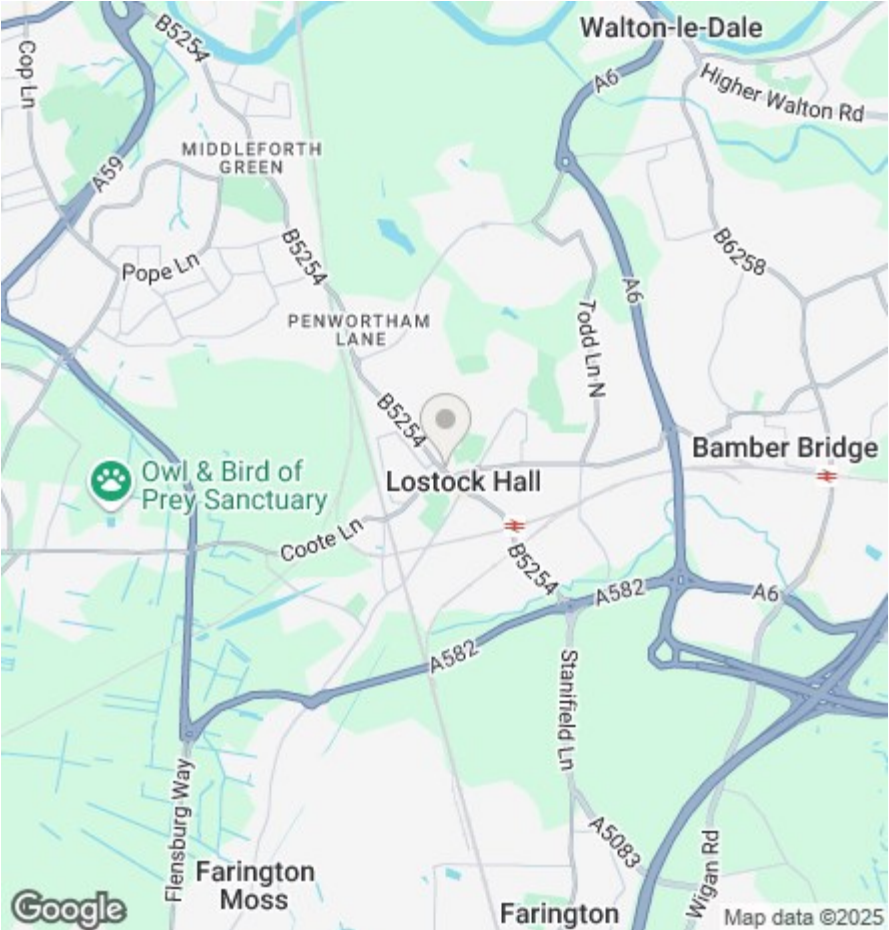 B5254
Walton-le-Dale
Cop Ln
A6
Higher Walton Rd
MIDDLEFORTH
GREEN
A59
B5254
B6258
Pope Ln
A6
PENWORTHAM
LANE
Todd Ln N
B5254
Bamber Bridge
Owl & Bird of
Prey Sanctuary
Lostock Hall
Coote Ln
B5254
A582
A6
A582
Stanifield Ln
Flensburg Way
A5083
Wigan Rd
Farington
Moss
Farington
Google
Map data ©2025